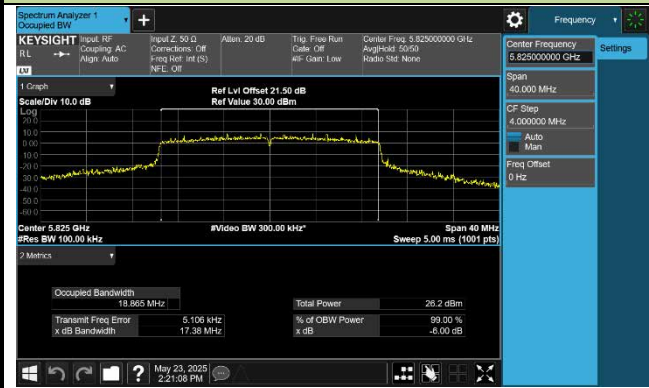 Spectrum Analyzer 1
Occupied BW
+
Frequency
KEYSIGHT
RL
LXI
Input: RF
Coupling: AC
Align: Auto
Input Z: 50 Ω
Corrections: Off
Freq Ref: Int (S)
NFE: Off
Atten: 20 dB
Trig: Free Run
Gate: Off
#IF Gain: Low
Center Freq: 5.825000000 GHz
Avg|Hold: 50/50
Radio Std: None
Center Frequency
5.825000000 GHz
Settings
Span
40.000 MHz
CF Step
4.000000 MHz
Auto
Man
Freq Offset
0 Hz
1 Graph
Scale/Div 10.0 dB
Ref Lvl Offset 21.50 dB
Ref Value 30.00 dBm
Log
20.0
10.0
0.00
-10.0
-20.0
-30.0
-40.0
-50.0
-60.0
Center 5.825 GHz
#Res BW 100.00 kHz
#Video BW 300.00 kHz*
Span 40 MHz
Sweep 5.00 ms (1001 pts)
2 Metrics
Occupied Bandwidth
18.865 MHz
Total Power 26.2 dBm
Transmit Freq Error 5.106 kHz
% of OBW Power 99.00 %
x dB Bandwidth 17.38 MHz
x dB -6.00 dB
?
May 23, 2025
2:21:08 PM